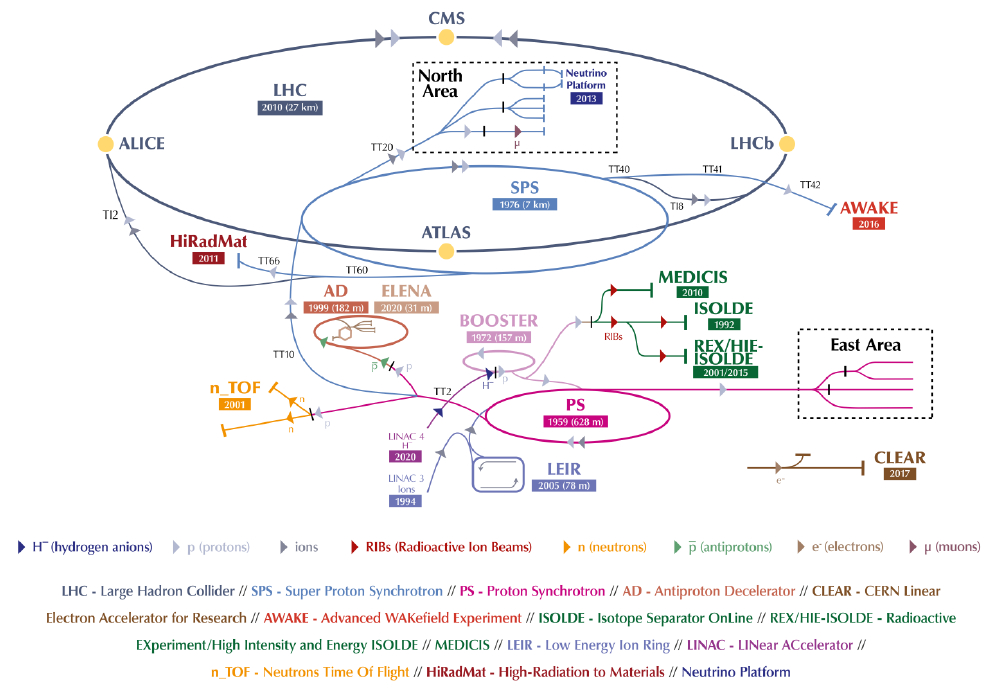 CMS
North
Area
Neutrino
Platform
2013
LHC
2010 (27 km)
μ
ALICE
LHCb
TT20
TT40
TT41
TT42
SPS
1976 (7 km)
TI8
TI2
AWAKE
2016
ATLAS
HiRadMat
2011
TT66
TT60
AD
1999 (182 m)
ELENA
2020 (31 m)
MEDICIS
2010
ISOLDE
1992
BOOSTER
1972 (157 m)
RIBs
REX/HIE-
ISOLDE
2001/2015
East Area
TT10
p̅
p
H⁻
p
n_TOF
2001
n
n
p
TT2
PS
1959 (628 m)
LINAC 4
H⁻
2020
LINAC 3
Ions
1994
LEIR
2005 (78 m)
CLEAR
2017
e⁻
H⁻ (hydrogen anions)
p (protons)
ions
RIBs (Radioactive Ion Beams)
n (neutrons)
p̅ (antiprotons)
e⁻ (electrons)
μ (muons)
LHC - Large Hadron Collider // SPS - Super Proton Synchrotron // PS - Proton Synchrotron // AD - Antiproton Decelerator // CLEAR - CERN Linear
Electron Accelerator for Research // AWAKE - Advanced WAKefield Experiment // ISOLDE - Isotope Separator OnLine // REX/HIE-ISOLDE - Radioactive
EXperiment/High Intensity and Energy ISOLDE // MEDICIS // LEIR - Low Energy Ion Ring // LINAC - LINear ACcelerator //
n_TOF - Neutrons Time Of Flight // HiRadMat - High-Radiation to Materials // Neutrino Platform